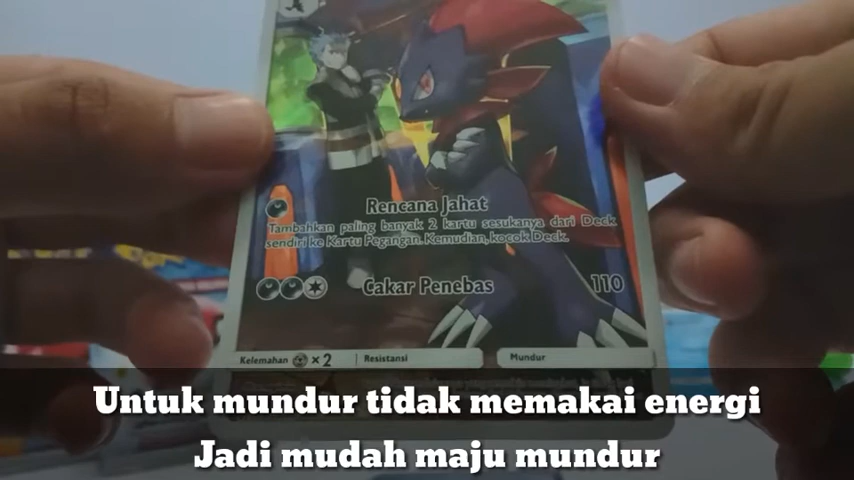 Rencana Jahat
Tambahkan paling banyak 2 kartu sesukanya dari Deck
sendiri ke Kartu Pegangan. Kemudian, kocok Deck.
Cakar Penebas 110
Kelemahan ×2 Resistansi Mundur
Untuk mundur tidak memakai energi
Jadi mudah maju mundur